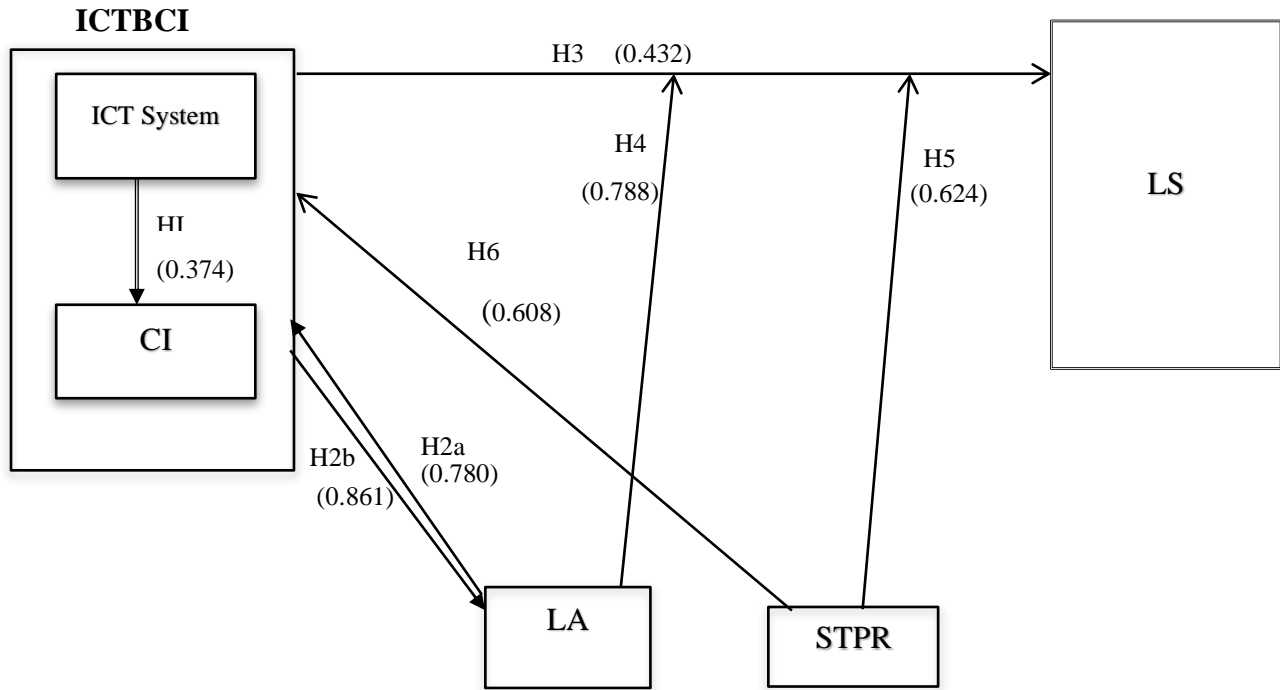 ICTBCI
H3 (0.432)
ICT System
H4
(0.788)
H5
(0.624)
LS
HI
(0.374)
H6
(0.608)
CI
H2a
(0.780)
H2b
(0.861)
LA
STPR